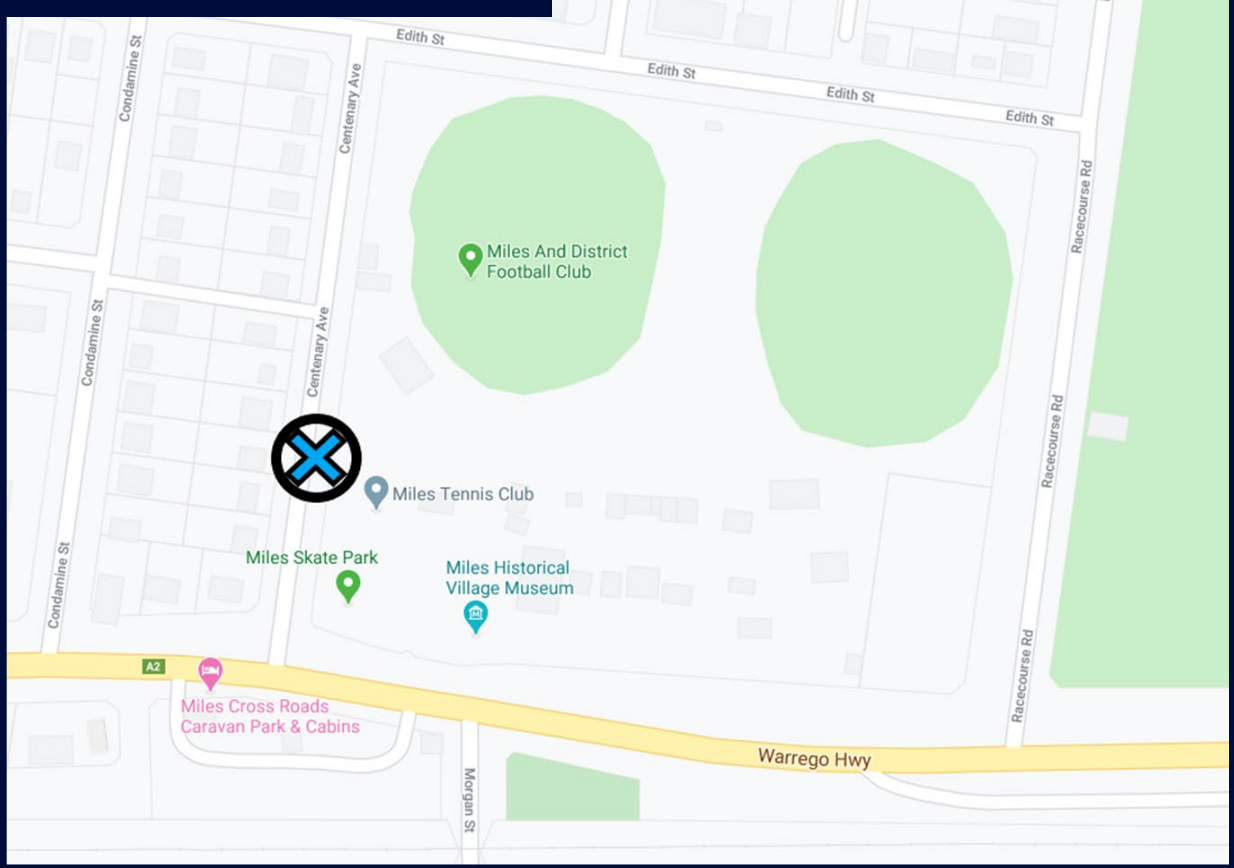 Edith St
Edith St
Edith St
Edith St
Condamine St
Centenary Ave
Racecourse Rd
Miles And District
Football Club
Condamine St
Centenary Ave
Racecourse Rd
Miles Tennis Club
Miles Skate Park
Miles Historical
Village Museum
Condamine St
Racecourse Rd
A2
Miles Cross Roads
Caravan Park & Cabins
Warrego Hwy
Morgan St